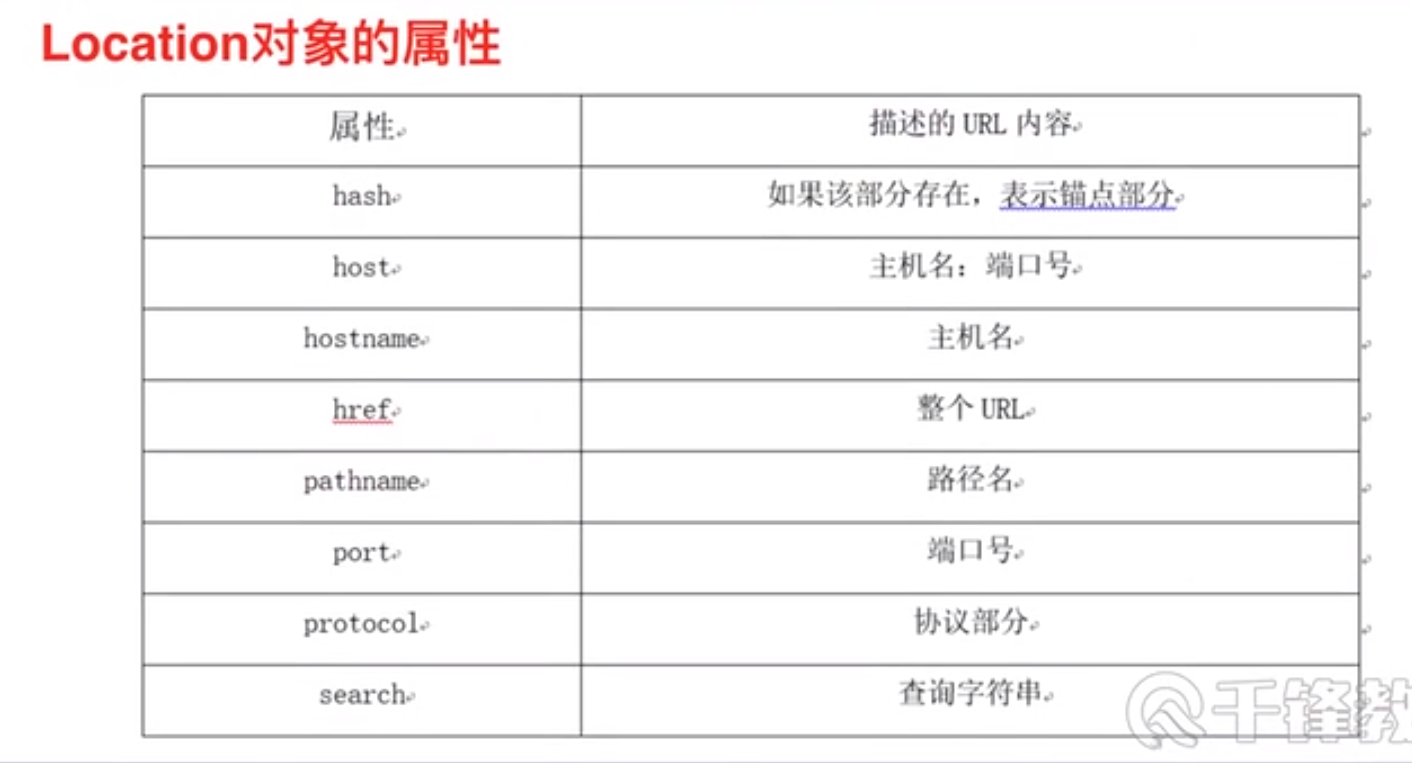 Location对象的属性
属性 描述的 URL 内容
hash 如果该部分存在，表示锚点部分
host 主机名：端口号
hostname 主机名
href 整个 URL
pathname 路径名
port 端口号
protocol 协议部分
search 查询字符串
千锋教